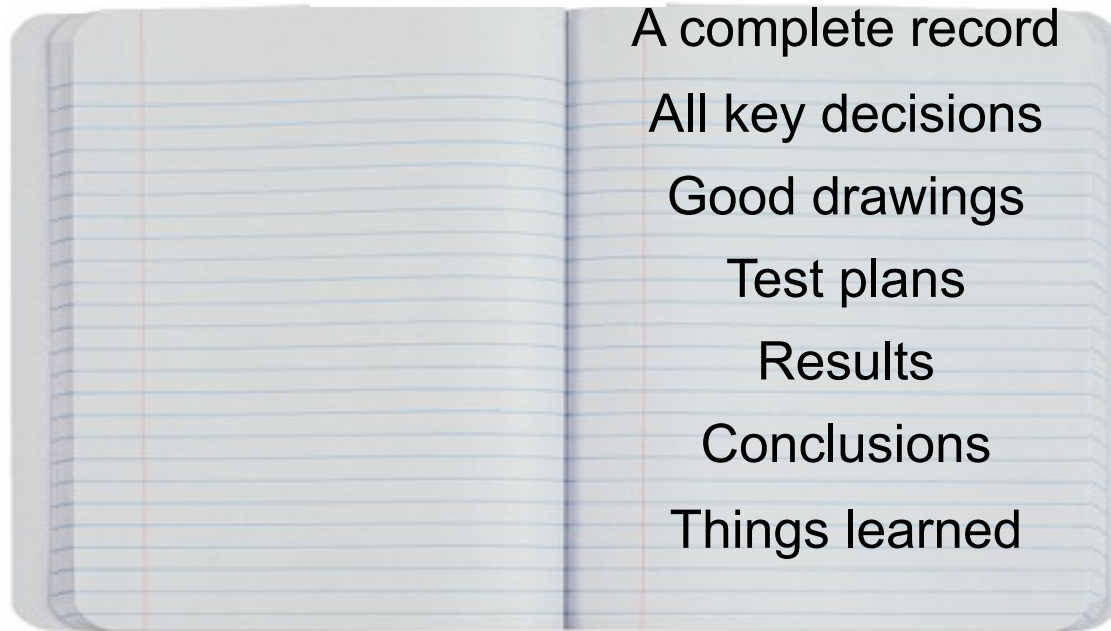 A complete record
All key decisions
Good drawings
Test plans
Results
Conclusions
Things learned